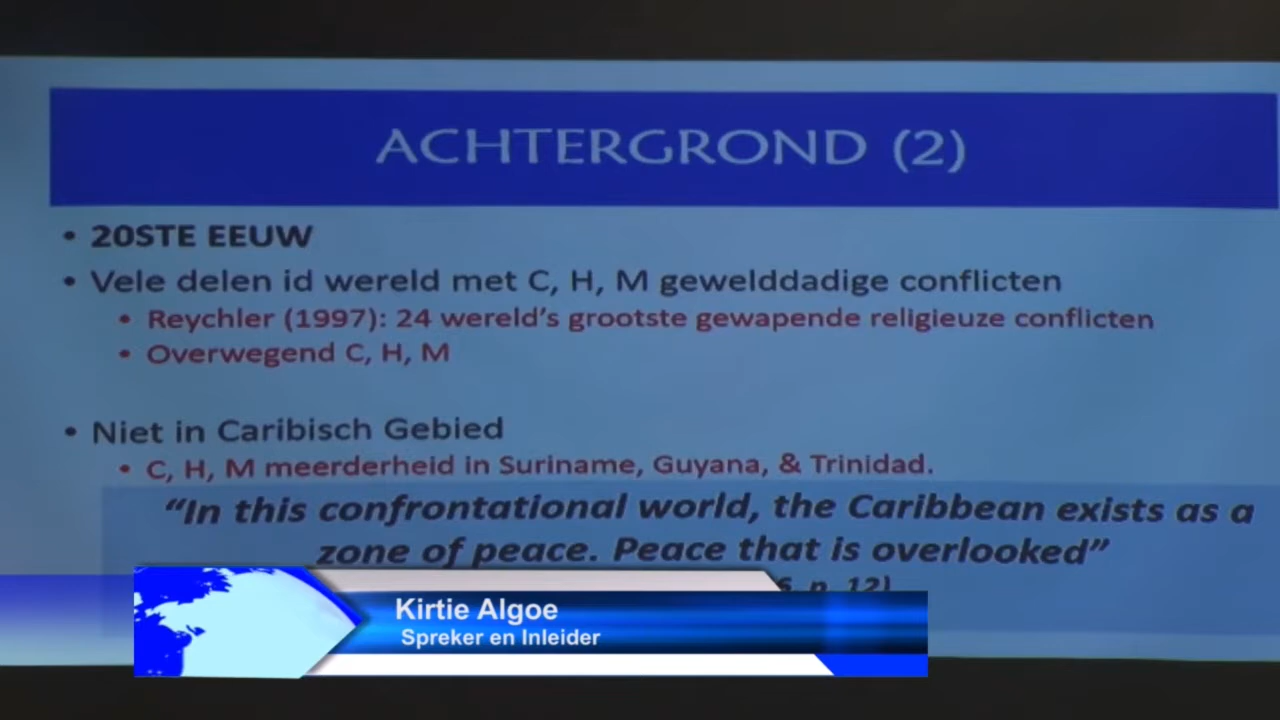 ACHTERGROND (2)
• 20STE EEUW
• Vele delen id wereld met C, H, M gewelddadige conflicten
• Reychler (1997): 24 wereld's grootste gewapende religieuze conflicten
• Overwegend C, H, M
• Niet in Caribisch Gebied
• C, H, M meerderheid in Suriname, Guyana, & Trinidad.
“In this confrontational world, the Caribbean exists as a
zone of peace. Peace that is overlooked”
p. 12)
Kirtie Algoe
Spreker en Inleider